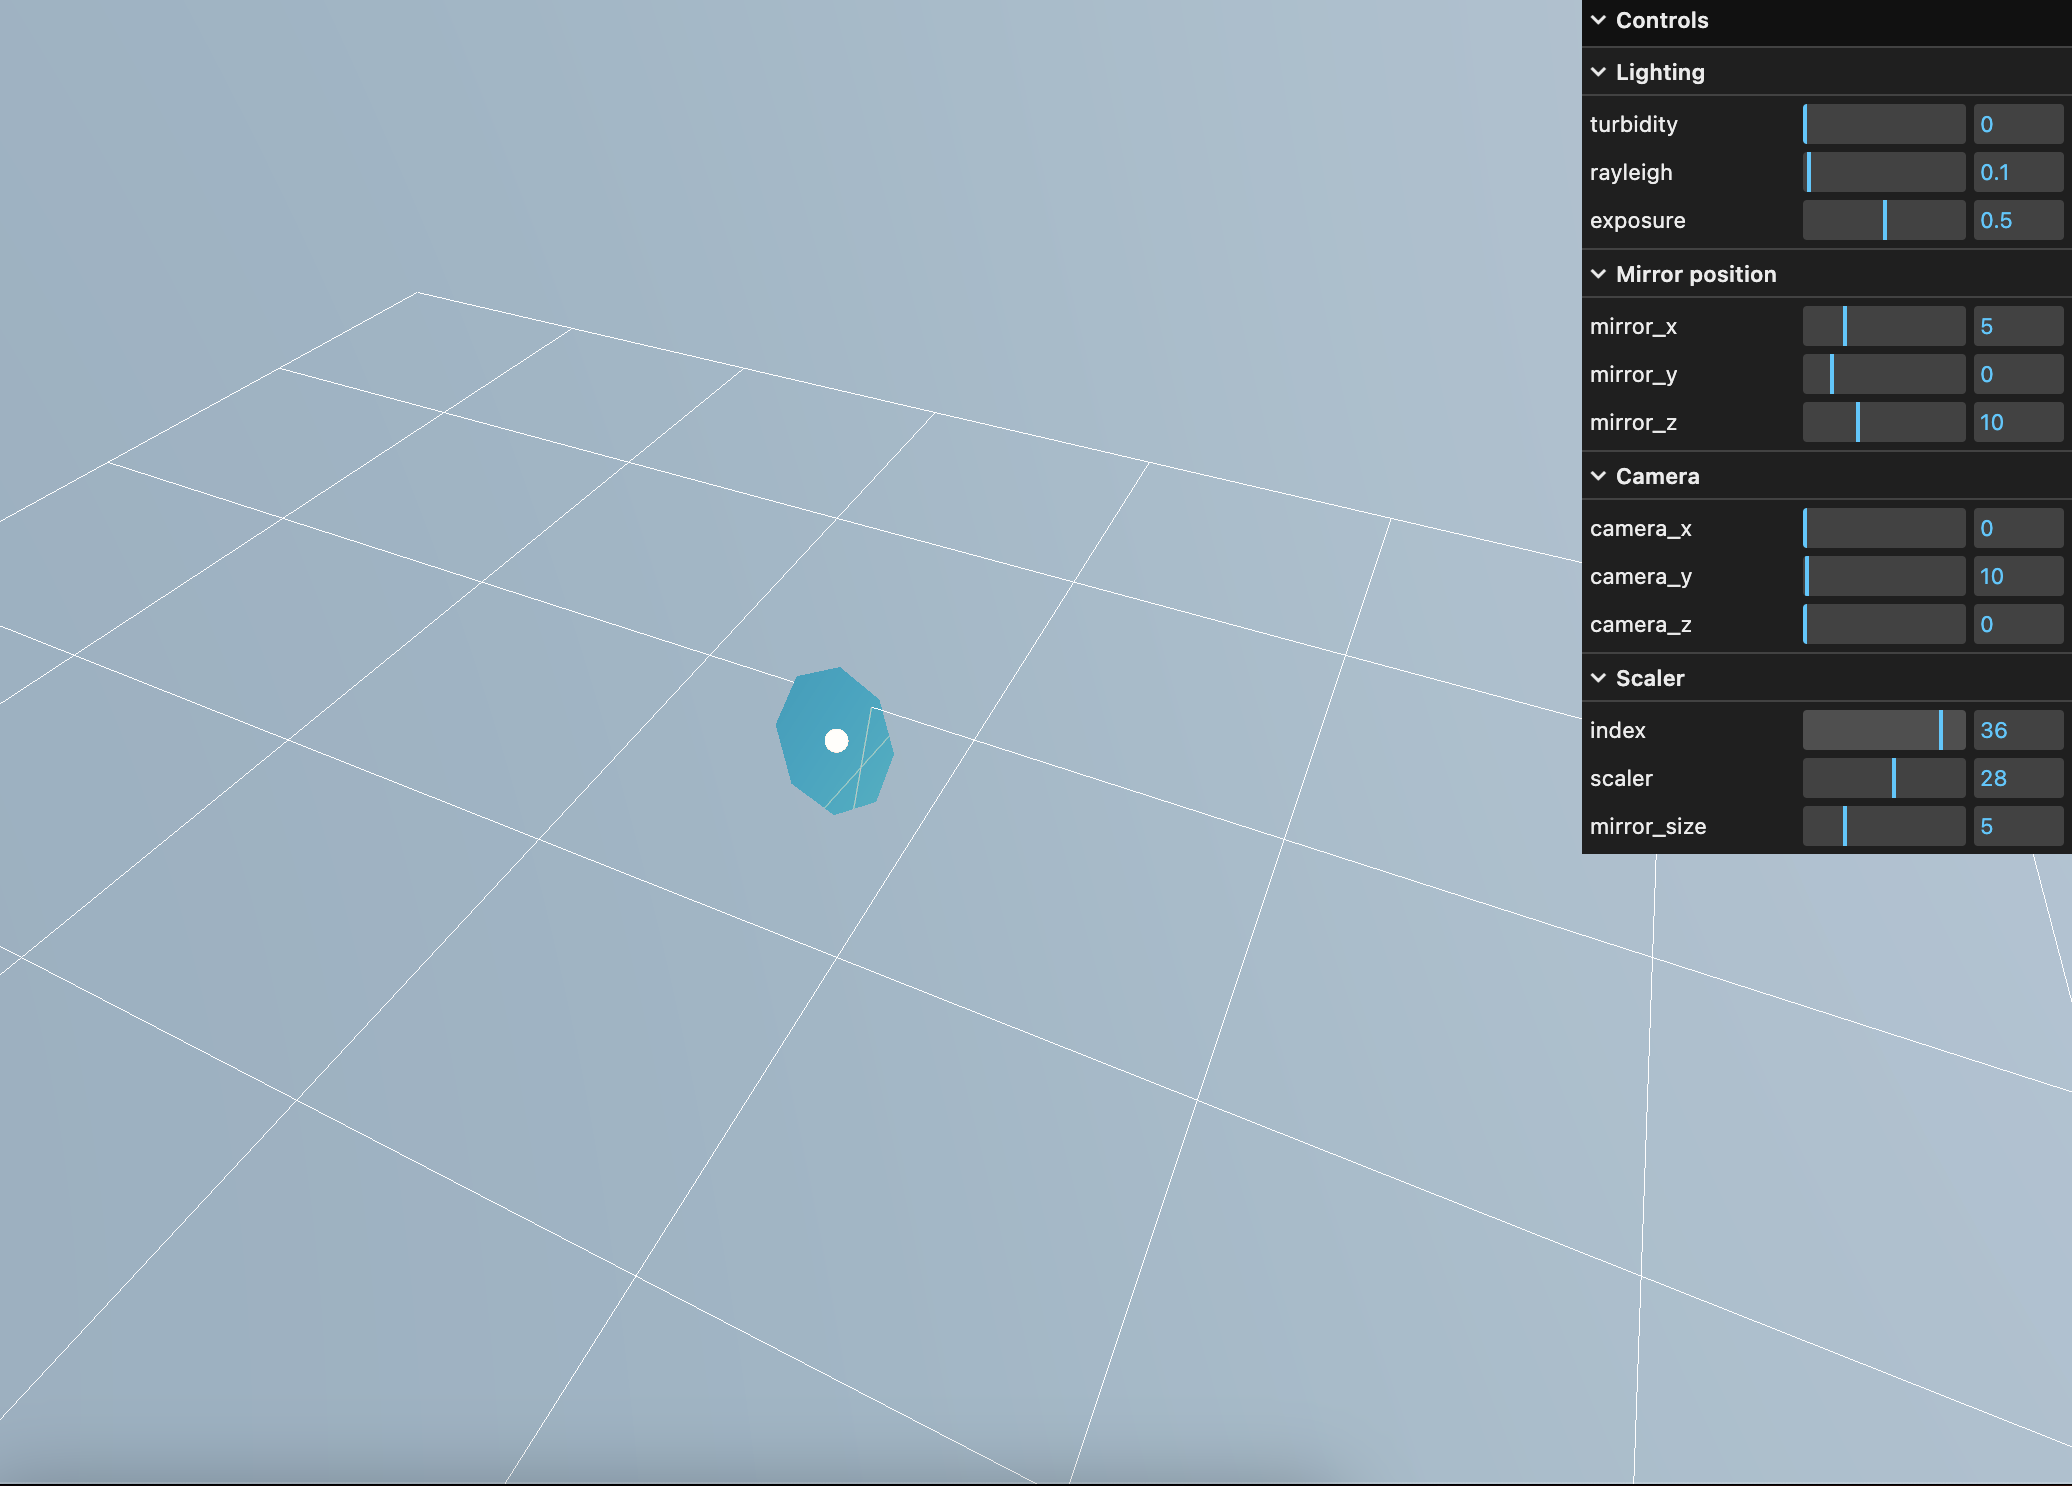 Controls
Lighting
turbidity 0
rayleigh 0.1
exposure 0.5
Mirror position
mirror_x 5
mirror_y 0
mirror_z 10
Camera
camera_x 0
camera_y 10
camera_z 0
Scaler
index 36
scaler 28
mirror_size 5